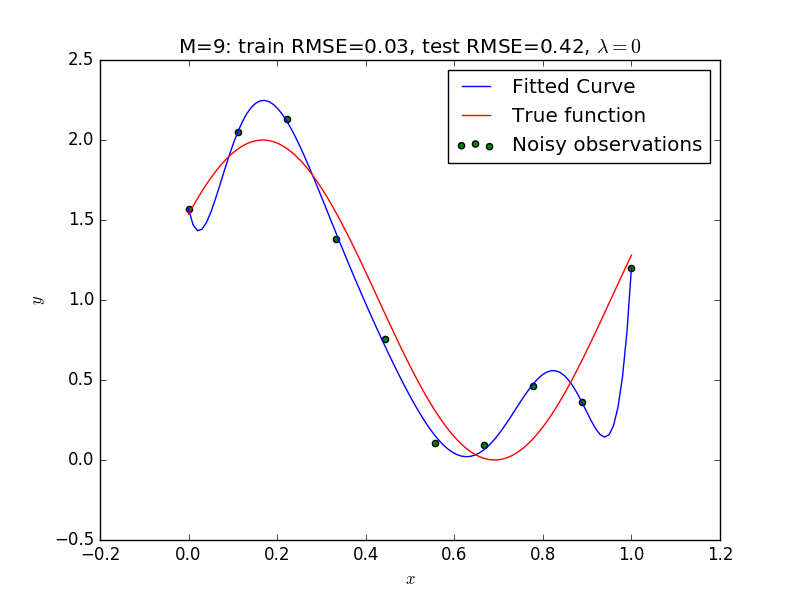 M=9: train RMSE=0.03, test RMSE=0.42, λ=0
2.5
2.0
1.5
1.0
0.5
0.0
−0.5
y
Fitted Curve
True function
Noisy observations
−0.2 0.0 0.2 0.4 0.6 0.8 1.0 1.2
x